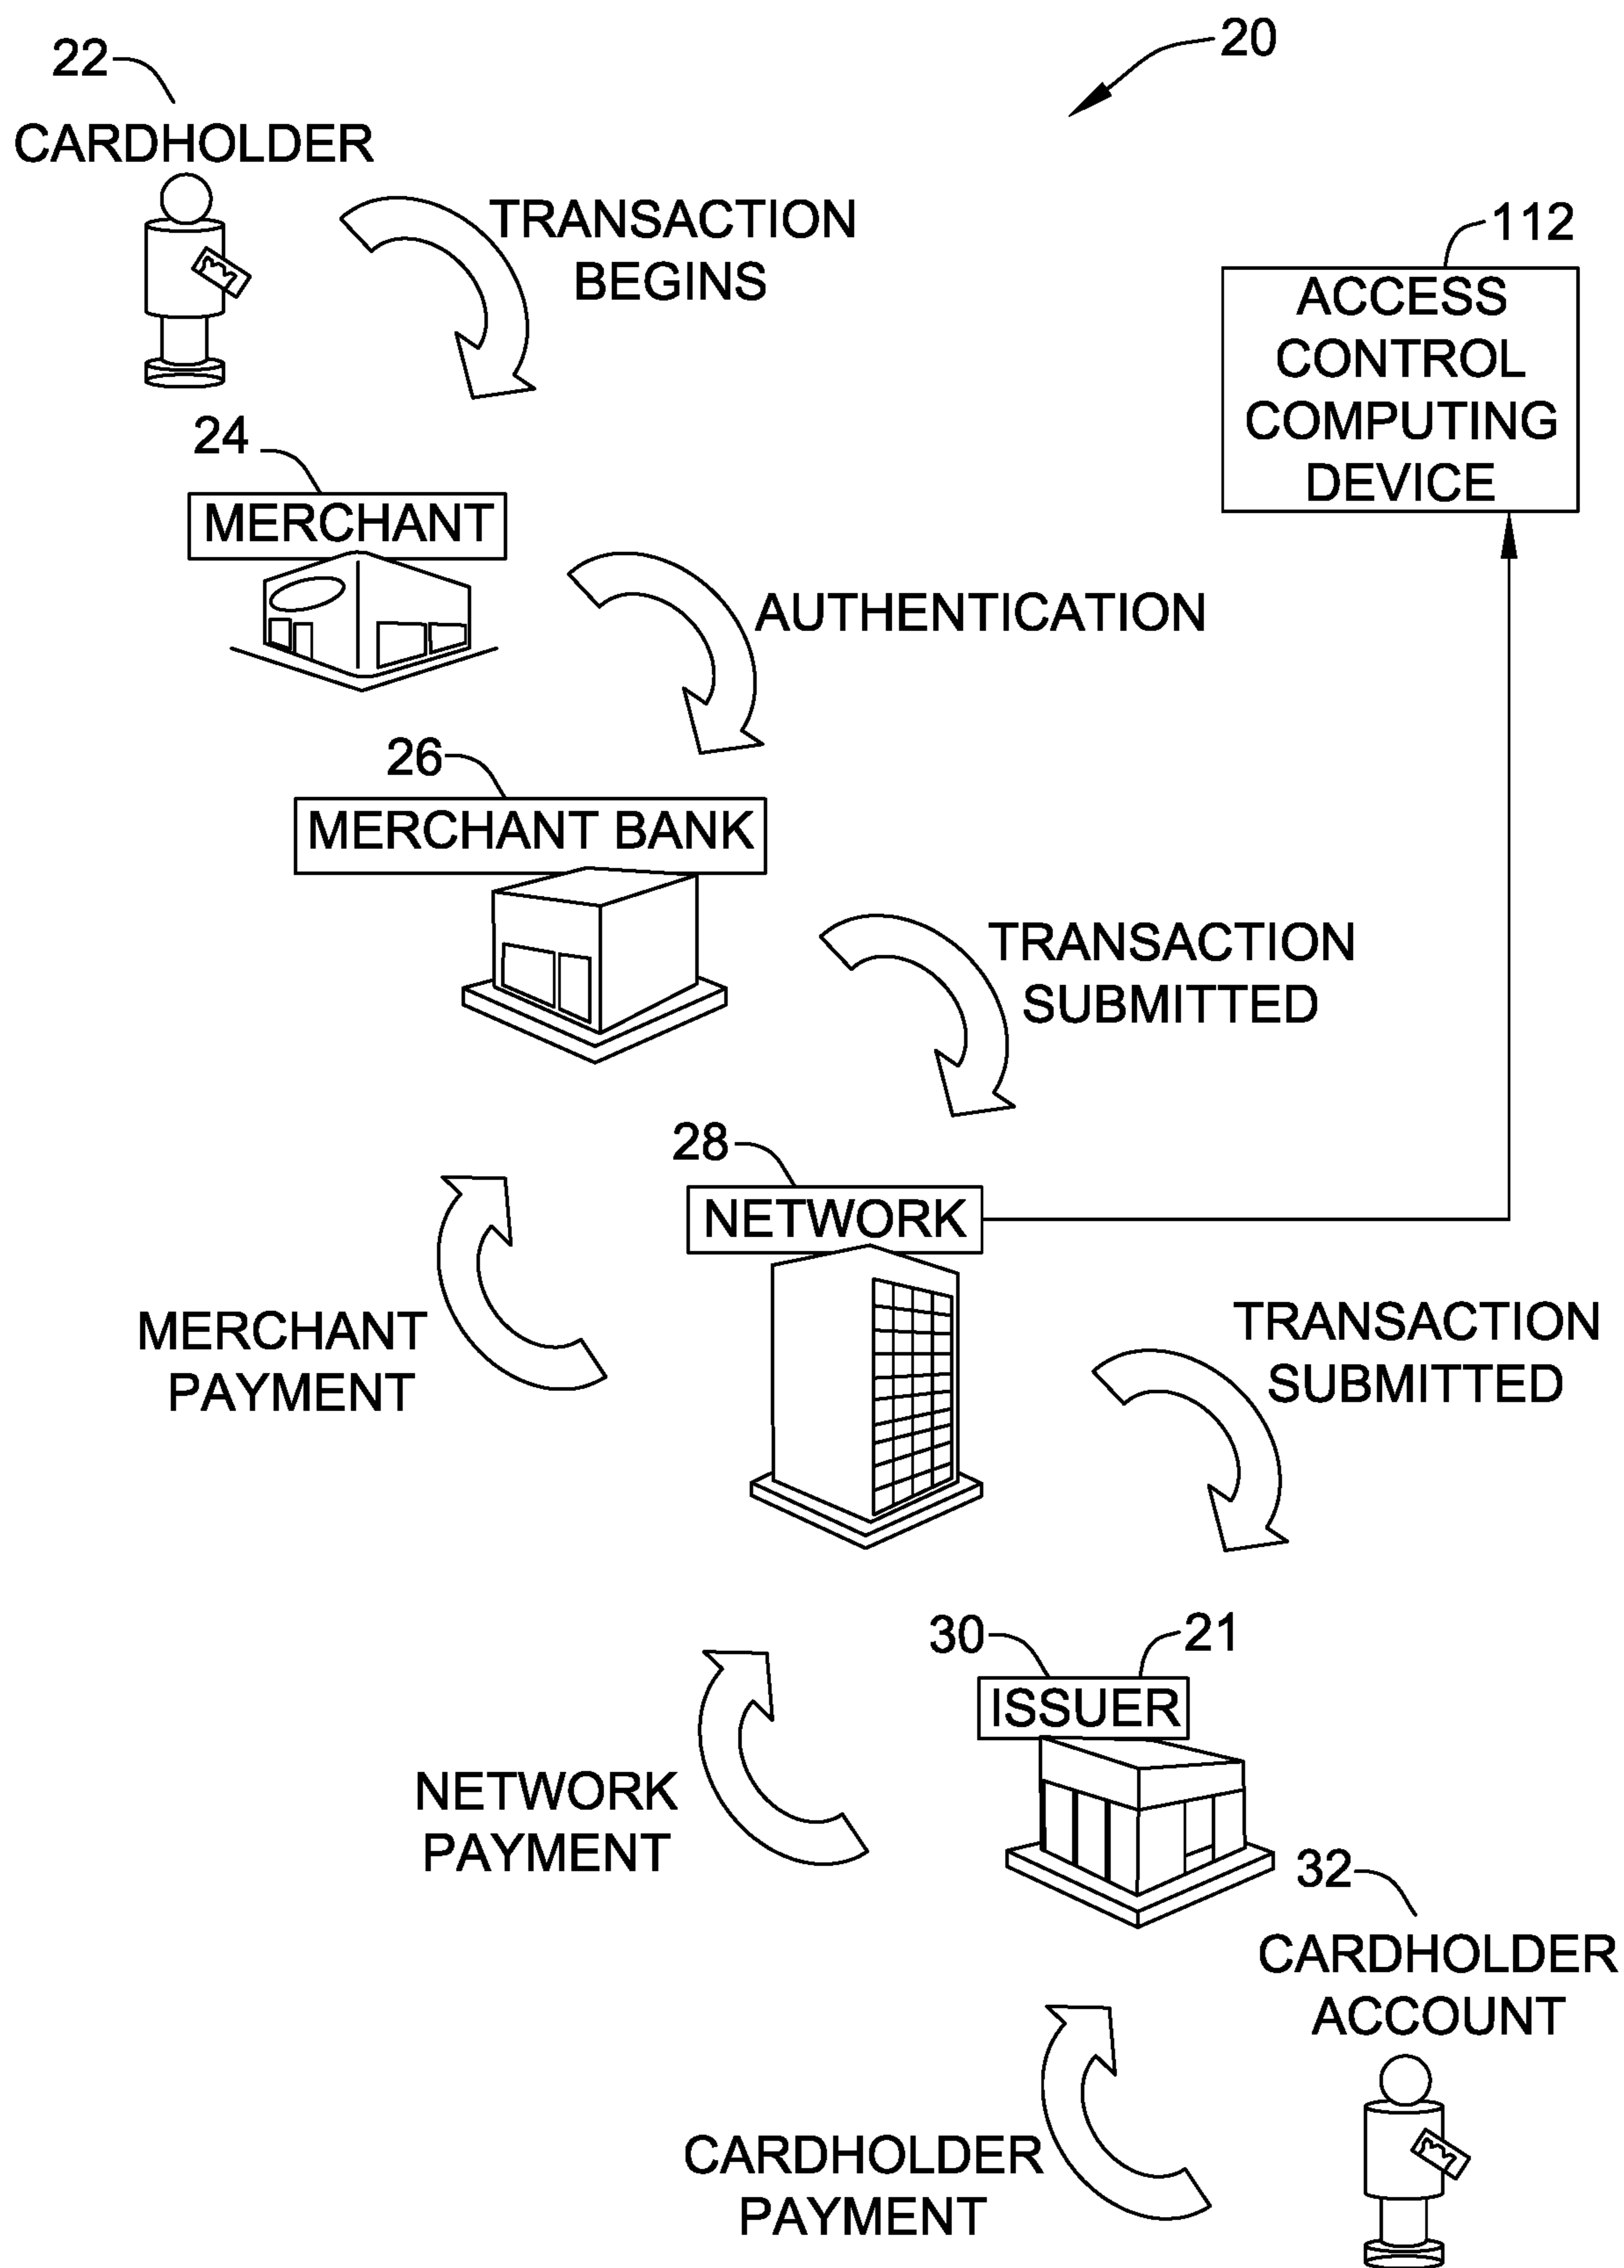 20
22
CARDHOLDER
TRANSACTION
BEGINS
112
ACCESS
CONTROL
COMPUTING
DEVICE
24
MERCHANT
AUTHENTICATION
26
MERCHANT BANK
TRANSACTION
SUBMITTED
28
NETWORK
MERCHANT
PAYMENT
TRANSACTION
SUBMITTED
30
21
ISSUER
NETWORK
PAYMENT
32
CARDHOLDER
ACCOUNT
CARDHOLDER
PAYMENT